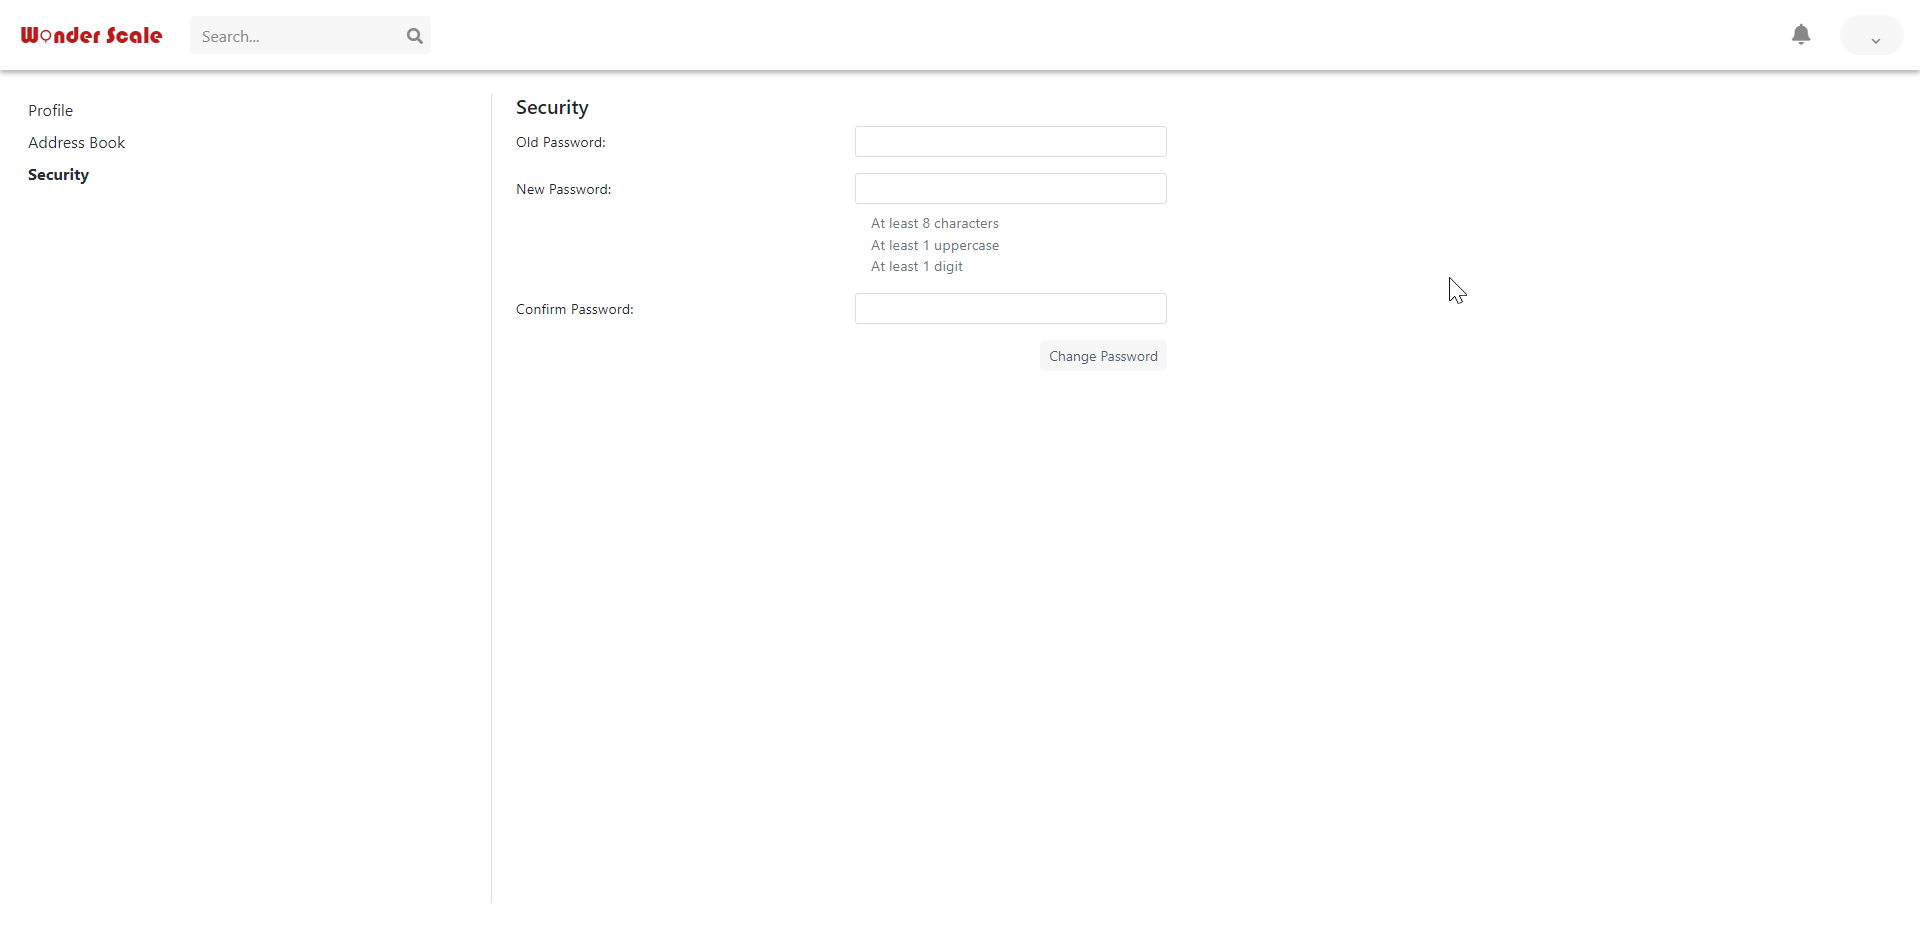 Wonder Scale
Search...
Profile
Address Book
Security
Security
Old Password:
New Password:
At least 8 characters
At least 1 uppercase
At least 1 digit
Confirm Password:
Change Password